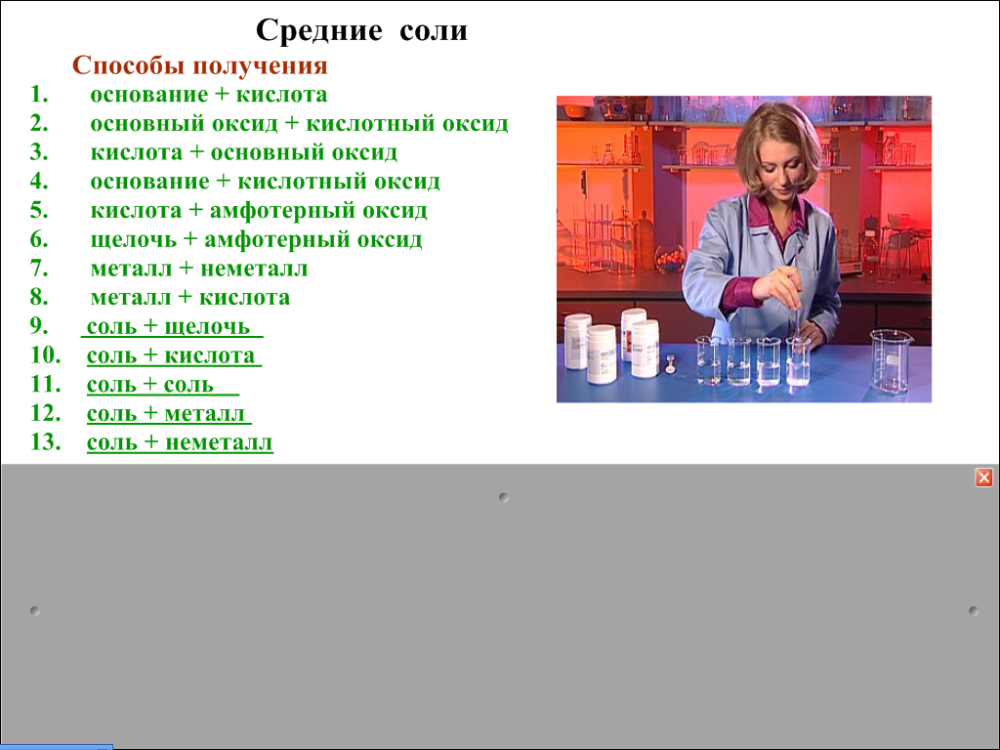 Средние соли
Способы получения
1. основание + кислота
2. основный оксид + кислотный оксид
3. кислота + основный оксид
4. основание + кислотный оксид
5. кислота + амфотерный оксид
6. щелочь + амфотерный оксид
7. металл + неметалл
8. металл + кислота
9. соль + щелочь
10. соль + кислота
11. соль + соль
12. соль + металл
13. соль + неметалл